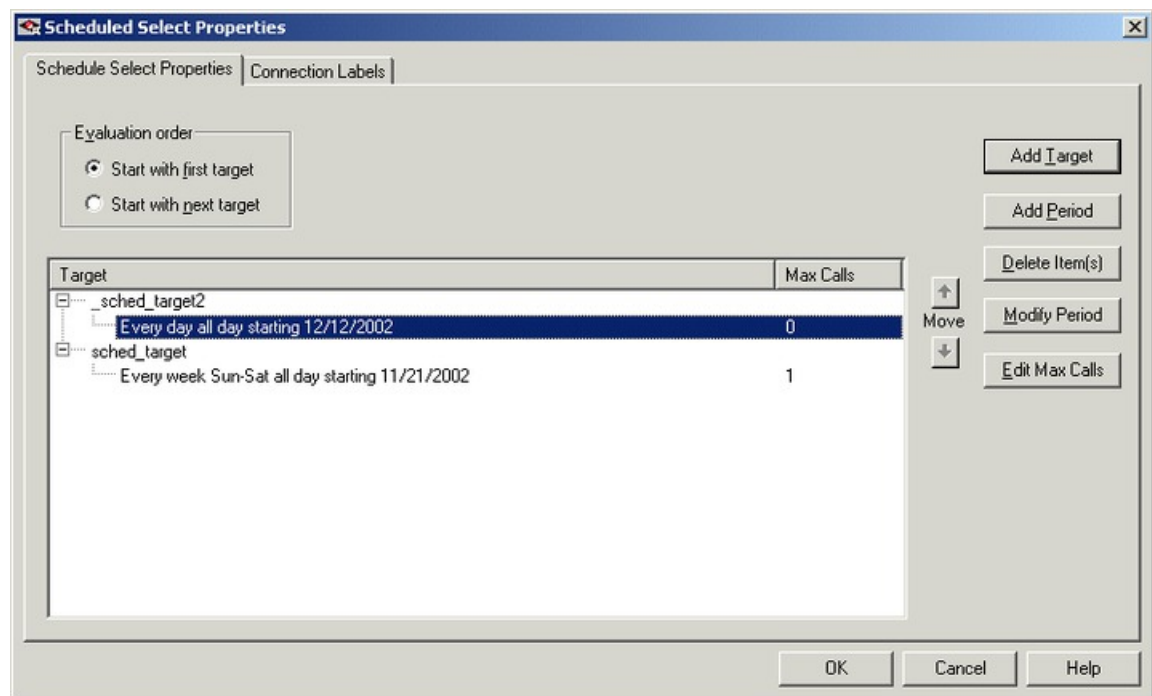 Scheduled Select Properties
Schedule Select Properties Connection Labels
Evaluation order
Start with first target
Start with next target
Add Target
Add Period
Delete Item(s)
Modify Period
Edit Max Calls
Move
Target Max Calls
_sched_target2
Every day all day starting 12/12/2002 0
sched_target
Every week Sun-Sat all day starting 11/21/2002 1
OK Cancel Help